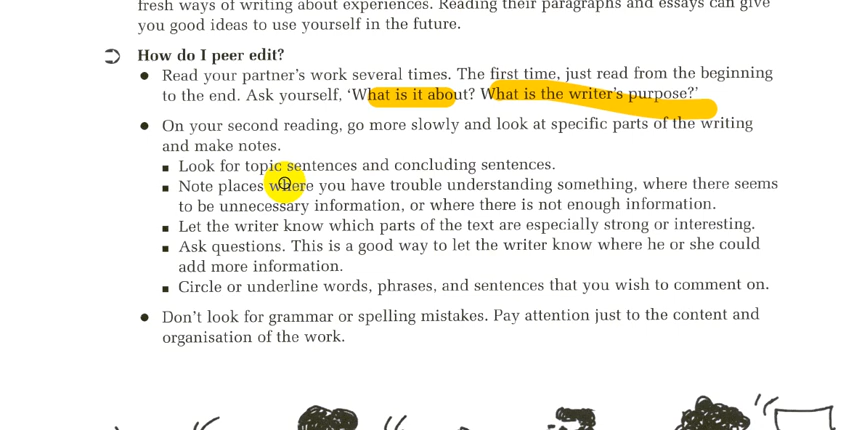 fresh ways of writing about experiences. Reading their paragraphs and essays can give
you good ideas to use yourself in the future.
How do I peer edit?
● Read your partner's work several times. The first time, just read from the beginning
to the end. Ask yourself, 'What is it about? What is the writer's purpose?'
● On your second reading, go more slowly and look at specific parts of the writing
and make notes.
■ Look for topic sentences and concluding sentences.
■ Note places where you have trouble understanding something, where there seems
to be unnecessary information, or where there is not enough information.
■ Let the writer know which parts of the text are especially strong or interesting.
■ Ask questions. This is a good way to let the writer know where he or she could
add more information.
■ Circle or underline words, phrases, and sentences that you wish to comment on.
● Don't look for grammar or spelling mistakes. Pay attention just to the content and
organisation of the work.